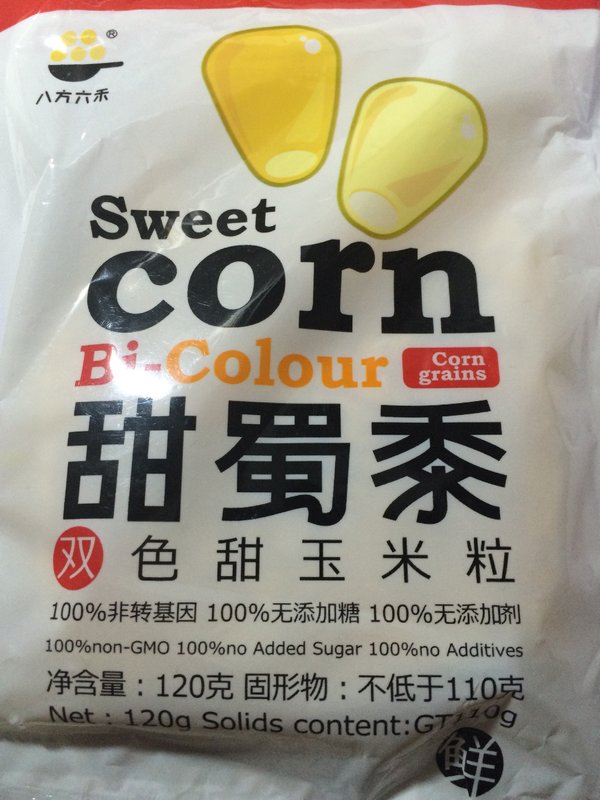 ®
八方六禾
Sweet
corn
Bi-Colour
Corn
grains
甜蜀黍
双色甜玉米粒
100%非转基因 100%无添加糖 100%无添加剂
100%non-GMO 100%no Added Sugar 100%no Additives
净含量：120克 固形物：不低于110克
Net：120g Solids content:GT110g
鲜